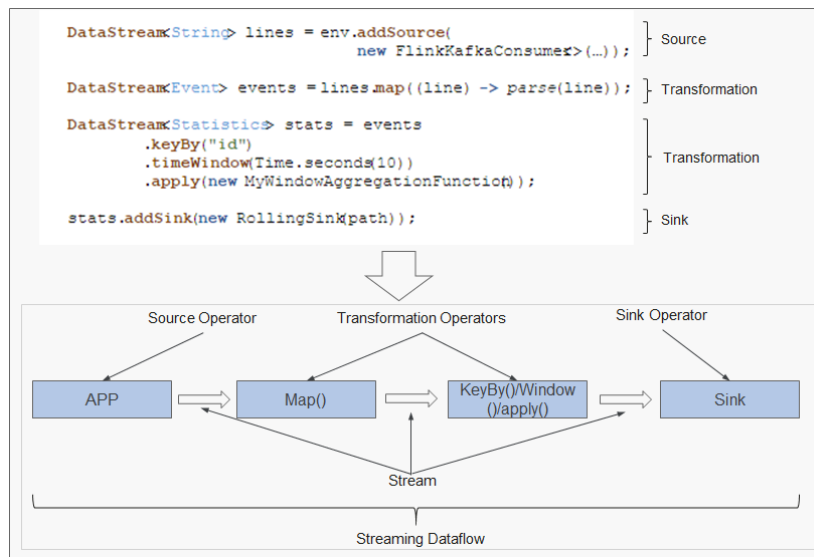 DataStream<String> lines = env.addSource(
new FlinkKafkaConsumer<>(…));
Source
DataStream<Event> events = lines.map((line) -> parse(line));
Transformation
DataStream<Statistics> stats = events
.keyBy("id")
.timeWindow(Time.seconds(10))
.apply(new MyWindowAggregationFunction());
Transformation
stats.addSink(new RollingSink(path));
Sink
Source Operator
Transformation Operators
Sink Operator
APP
Map()
KeyBy()/Window
()/apply()
Sink
Stream
Streaming Dataflow